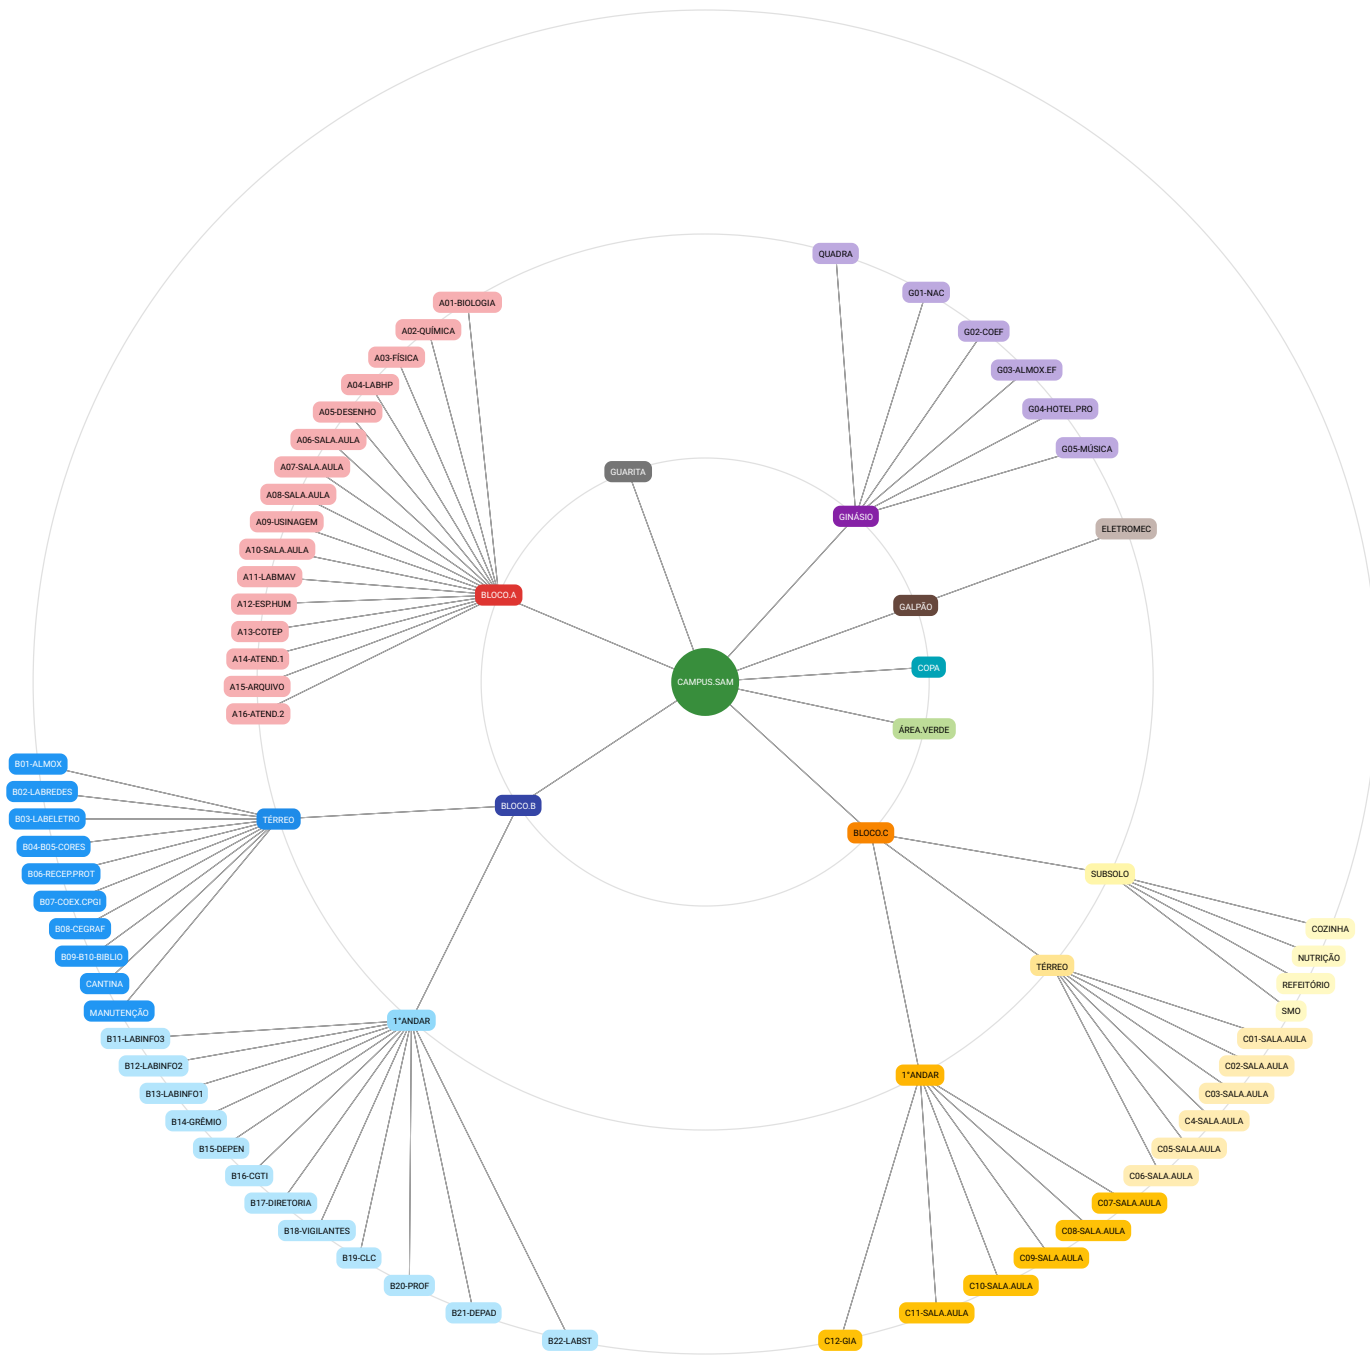 QUADRA
G01-NAC
A01-BIOLOGIA
A02-QUÍMICA
G02-COEF
A03-FÍSICA
G03-ALMOX.EF
A04-LABHP
G04-HOTEL.PRO
A05-DESENHO
A06-SALA.AULA
G05-MÚSICA
A07-SALA.AULA
GUARITA
A08-SALA.AULA
GINÁSIO
A09-USINAGEM
ELETROMEC
A10-SALA.AULA
A11-LABMAV
BLOCO.A
A12-ESP.HUM
GALPÃO
A13-COTEP
A14-ATEND.1
COPA
CAMPUS.SAM
A15-ARQUIVO
A16-ATEND.2
ÁREA.VERDE
B01-ALMOX
B02-LABREDES
BLOCO.B
B03-LABELETRO
TÉRREO
BLOCO.C
B04-B05-CORES
B06-RECEP.PROT
SUBSOLO
B07-COEX.CPGI
B08-CEGRAF
COZINHA
B09-B10-BIBLIO
NUTRIÇÃO
TÉRREO
CANTINA
REFEITÓRIO
MANUTENÇÃO
SMO
1°ANDAR
B11-LABINFO3
C01-SALA.AULA
B12-LABINFO2
C02-SALA.AULA
1°ANDAR
B13-LABINFO1
C03-SALA.AULA
B14-GRÊMIO
C4-SALA.AULA
B15-DEPEN
C05-SALA.AULA
B16-CGTI
C06-SALA.AULA
B17-DIRETORIA
C07-SALA.AULA
B18-VIGILANTES
C08-SALA.AULA
B19-CLC
C09-SALA.AULA
B20-PROF
C10-SALA.AULA
B21-DEPAD
C11-SALA.AULA
B22-LABST
C12-GIA